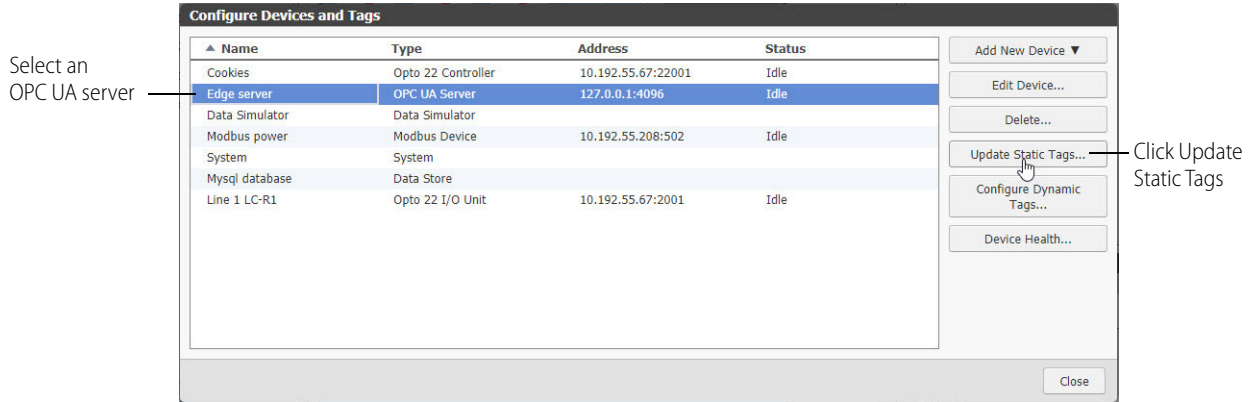 Configure Devices and Tags
▲ Name Type Address Status
Cookies Opto 22 Controller 10.192.55.67:22001 Idle
Edge server OPC UA Server 127.0.0.1:4096 Idle
Data Simulator Data Simulator
Modbus power Modbus Device 10.192.55.208:502 Idle
System System
Mysql database Data Store
Line 1 LC-R1 Opto 22 I/O Unit 10.192.55.67:2001 Idle
Add New Device ▼
Edit Device...
Delete...
Update Static Tags...
Configure Dynamic
Tags...
Device Health...
Close
Select an
OPC UA server
Click Update
Static Tags